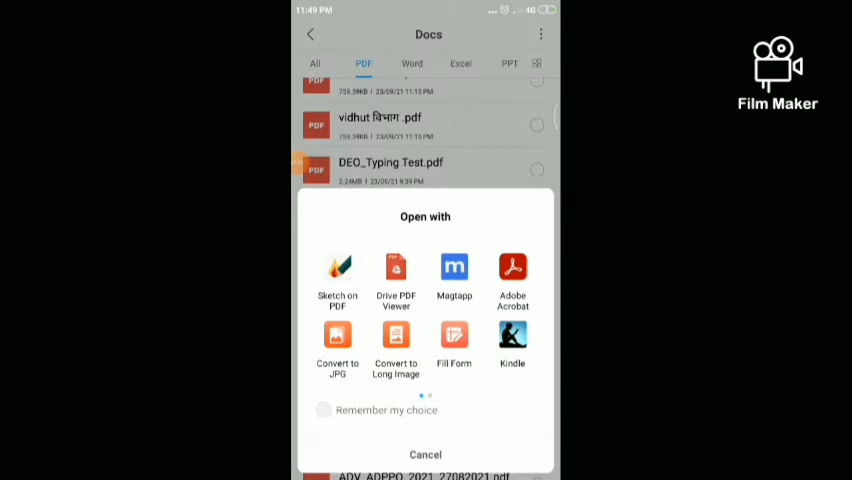 11:49 PM
4G
Docs
All PDF Word Excel PPT
PDF
759.59KB | 23/09/21 11:15 PM
vidhut विभाग .pdf
PDF
759.59KB | 23/09/21 11:15 PM
DEO_Typing Test.pdf
PDF
2.24MB | 23/09/21 9:39 PM
Open with
Sketch on
PDF
Drive PDF
Viewer
Magtapp
Adobe
Acrobat
Convert to
JPG
Convert to
Long Image
Fill Form
Kindle
Remember my choice
Cancel
ADV_ADPPO_2021_27082021.pdf
Film Maker